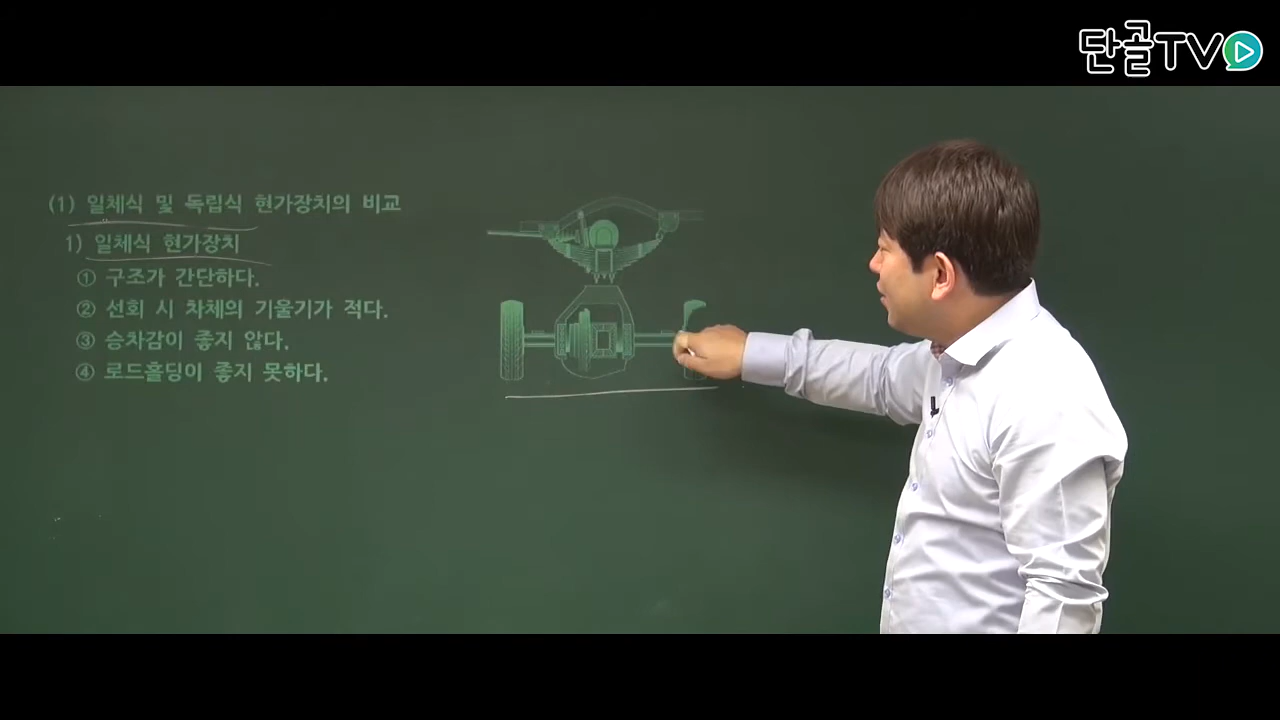 단골TV
(1) 일체식 및 독립식 현가장치의 비교
1) 일체식 현가장치
① 구조가 간단하다.
② 선회 시 차체의 기울기가 적다.
③ 승차감이 좋지 않다.
④ 로드홀딩이 좋지 못하다.